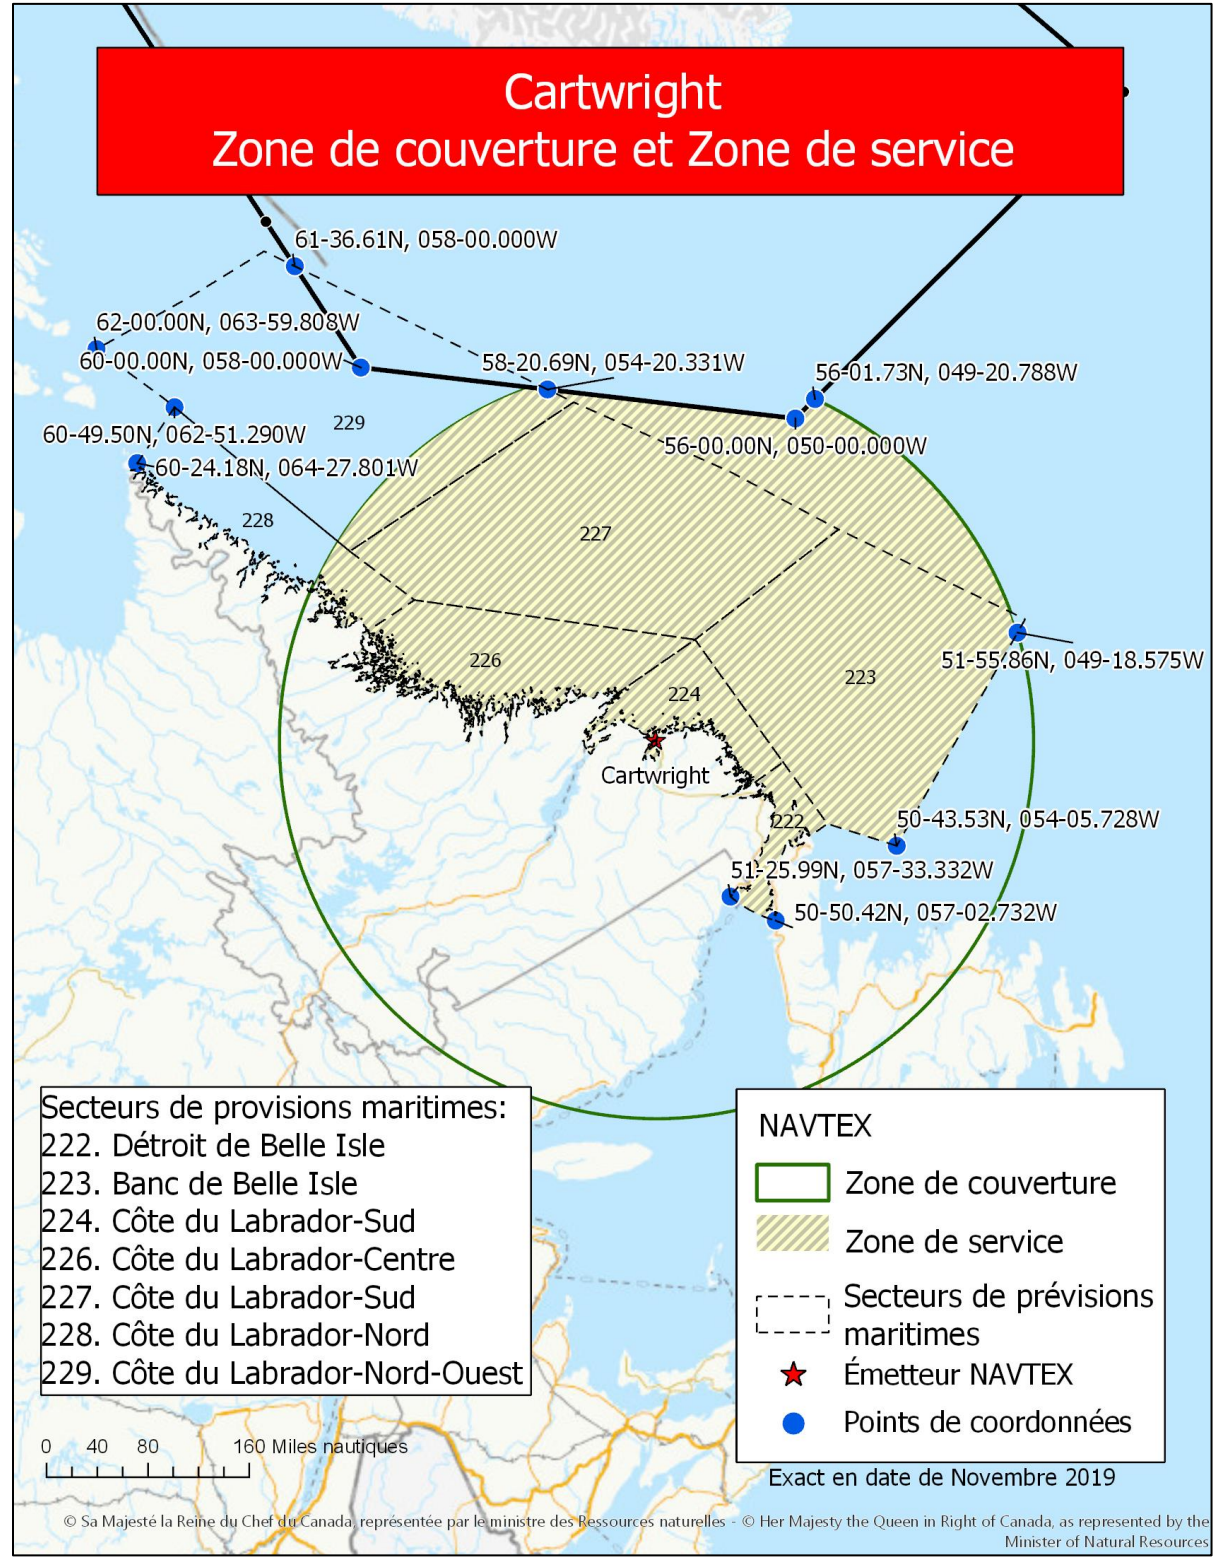 Cartwright
Zone de couverture et Zone de service
61-36.61N, 058-00.000W
62-00.00N, 063-59.808W
60-00.00N, 058-00.000W
58-20.69N, 054-20.331W
56-01.73N, 049-20.788W
229
60-49.50N, 062-51.290W
56-00.00N, 050-00.000W
60-24.18N, 064-27.801W
228
227
226
51-55.86N, 049-18.575W
223
224
Cartwright
222
50-43.53N, 054-05.728W
51-25.99N, 057-33.332W
50-50.42N, 057-02.732W
Secteurs de provisions maritimes:
222. Détroit de Belle Isle
223. Banc de Belle Isle
224. Côte du Labrador-Sud
226. Côte du Labrador-Centre
227. Côte du Labrador-Sud
228. Côte du Labrador-Nord
229. Côte du Labrador-Nord-Ouest
NAVTEX
Zone de couverture
Zone de service
Secteurs de prévisions
maritimes
Émetteur NAVTEX
Points de coordonnées
0 40 80 160 Miles nautiques
Exact en date de Novembre 2019
© Sa Majesté la Reine du Chef du Canada, représentée par le ministre des Ressources naturelles - © Her Majesty the Queen in Right of Canada, as represented by the
Minister of Natural Resources